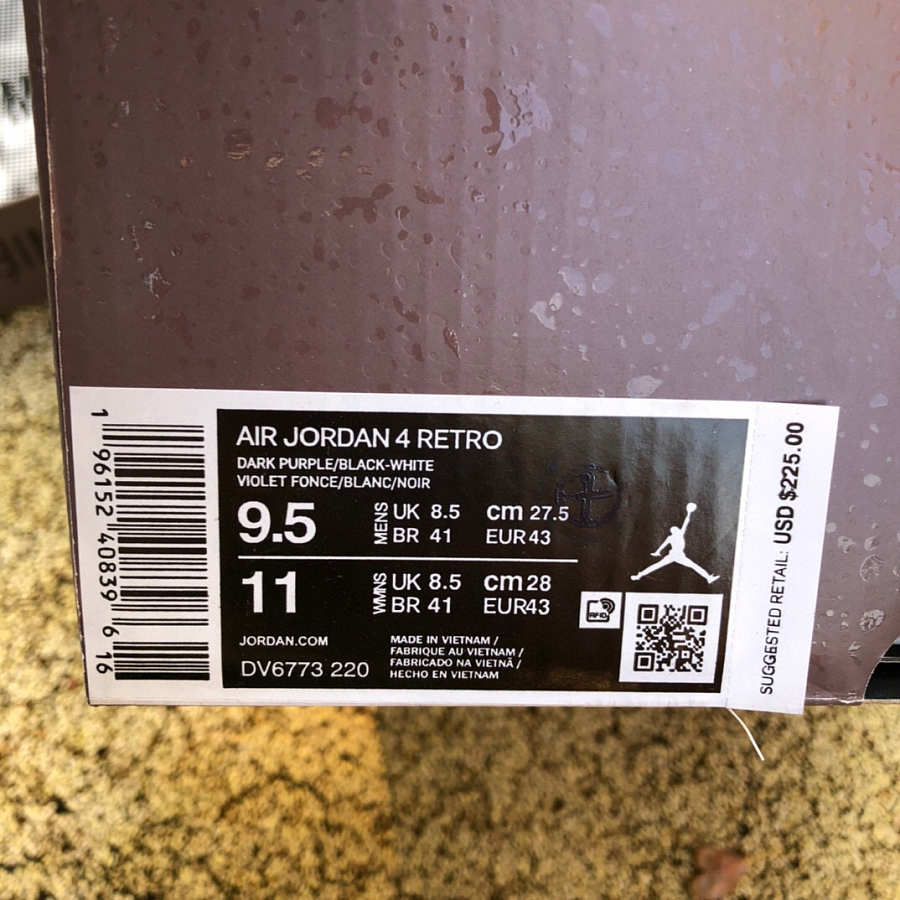 AIR JORDAN 4 RETRO
DARK PURPLE/BLACK-WHITE
VIOLET FONCE/BLANC/NOIR
9.5 MENS UK 8.5 cm 27.5
BR 41 EUR 43
11 WMNS UK 8.5 cm 28
BR 41 EUR43
JORDAN.COM
DV6773 220
MADE IN VIETNAM /
FABRIQUE AU VIETNAM /
FABRICADO NA VIETNÃ /
HECHO EN VIETNAM
RFID
1 96152 40839 6 16
SUGGESTED RETAIL: USD $225.00